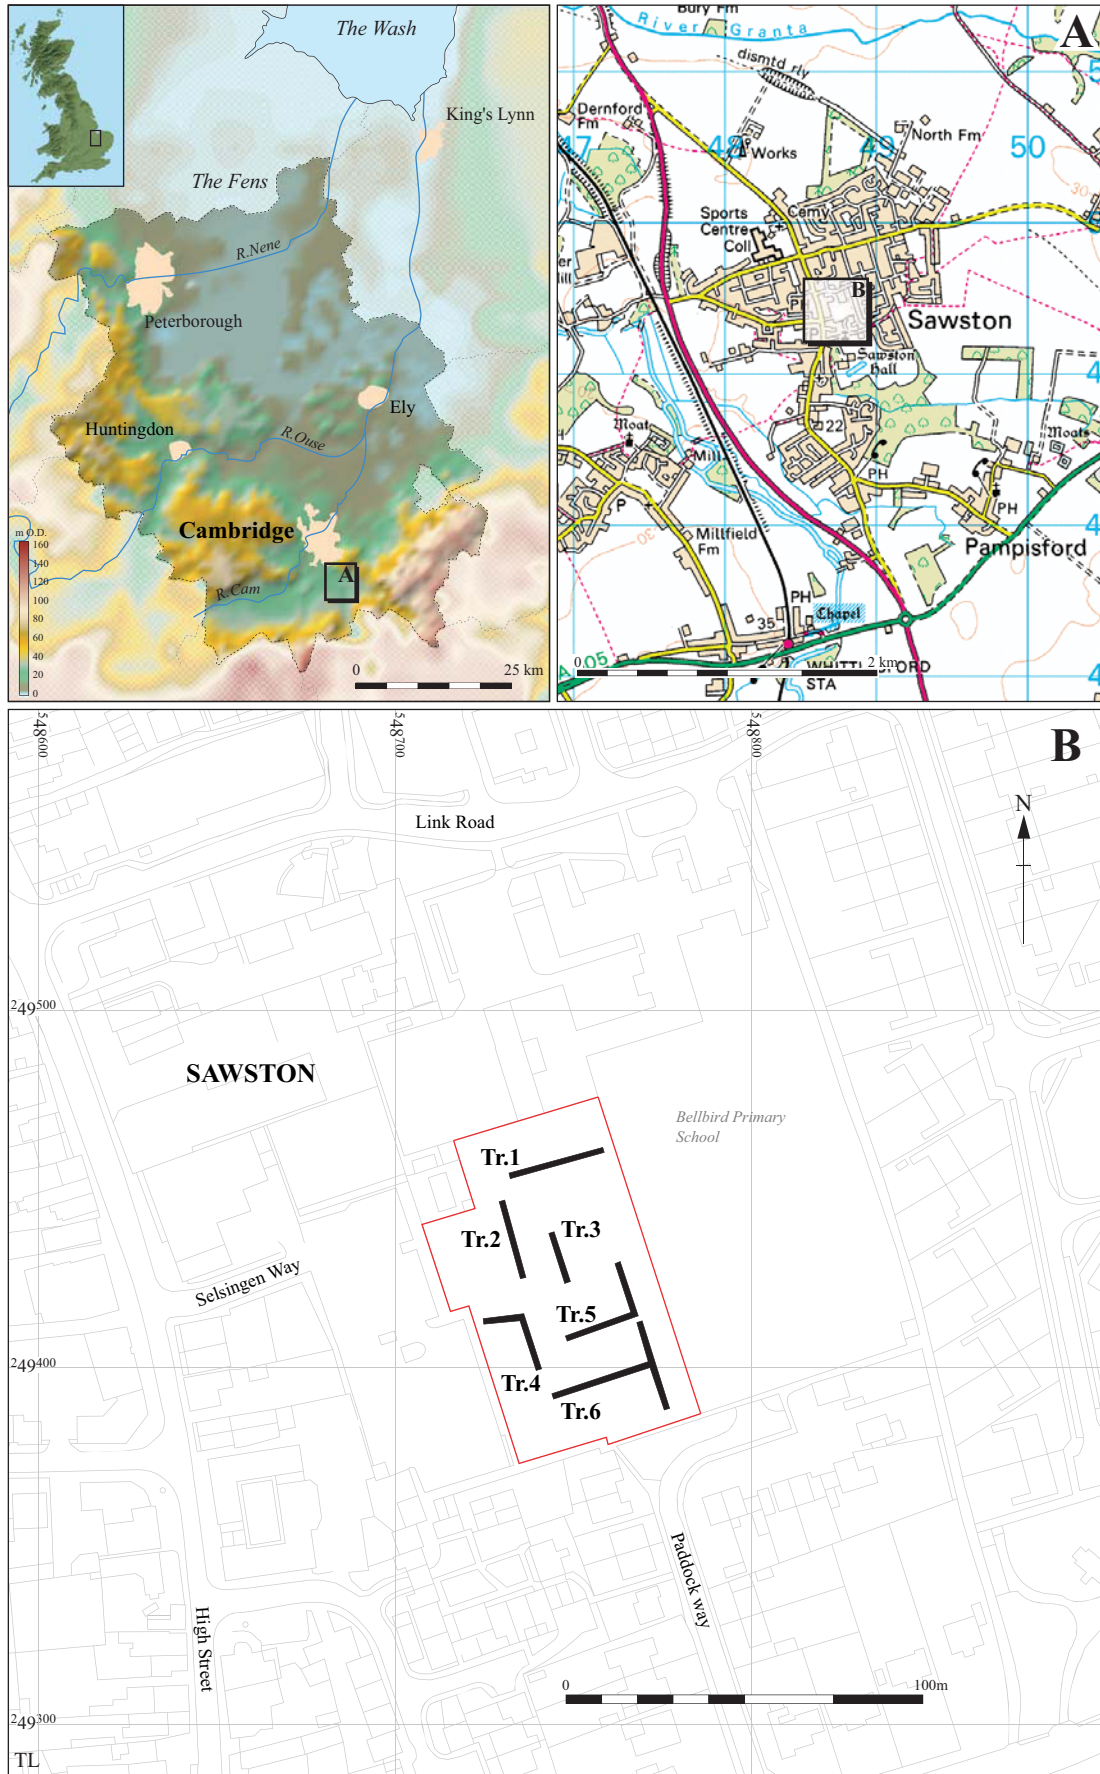 The Wash
King's Lynn
The Fens
R.Nene
Peterborough
Ely
Huntingdon
R.Ouse
Cambridge
A
R.Cam
m O.D.
160
140
120
100
80
60
40
20
0
0
25 km
A
Bury Fm
River Granta
dismtd rly
Dernford
Fm
North Fm
47
48
49
50
Works
Sports
Centre
Coll
Cemy
B
Sawston
Sawston
Hall
Moat
22
Moats
Mill
PH
P
PH
Millfield
Fm
Pampisford
PH
Chapel
35
STA
0
2 km
B
548600
548700
548800
Link Road
N
249500
SAWSTON
Bellbird Primary
School
Tr.1
Tr.2
Tr.3
Selsingen Way
Tr.5
249400
Tr.4
Tr.6
Paddock way
High Street
0
100m
249300
TL